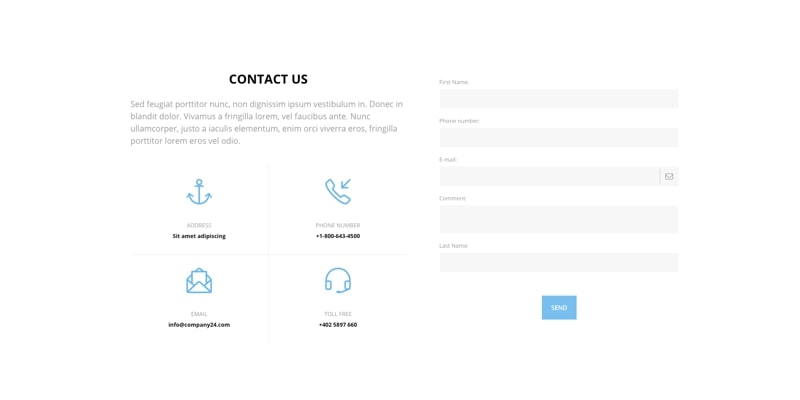 CONTACT US
Sed feugiat porttitor nunc, non dignissim ipsum vestibulum in. Donec in
blandit dolor. Vivamus a fringilla lorem, vel faucibus ante. Nunc
ullamcorper, justo a iaculis elementum, enim orci viverra eros, fringilla
porttitor lorem eros vel odio.
ADDRESS
Sit amet adipiscing
PHONE NUMBER
+1-800-643-4500
EMAIL
info@company24.com
TOLL FREE
+402 5897 660
First Name:
Phone number:
E-mail:
Comment:
Last Name:
SEND